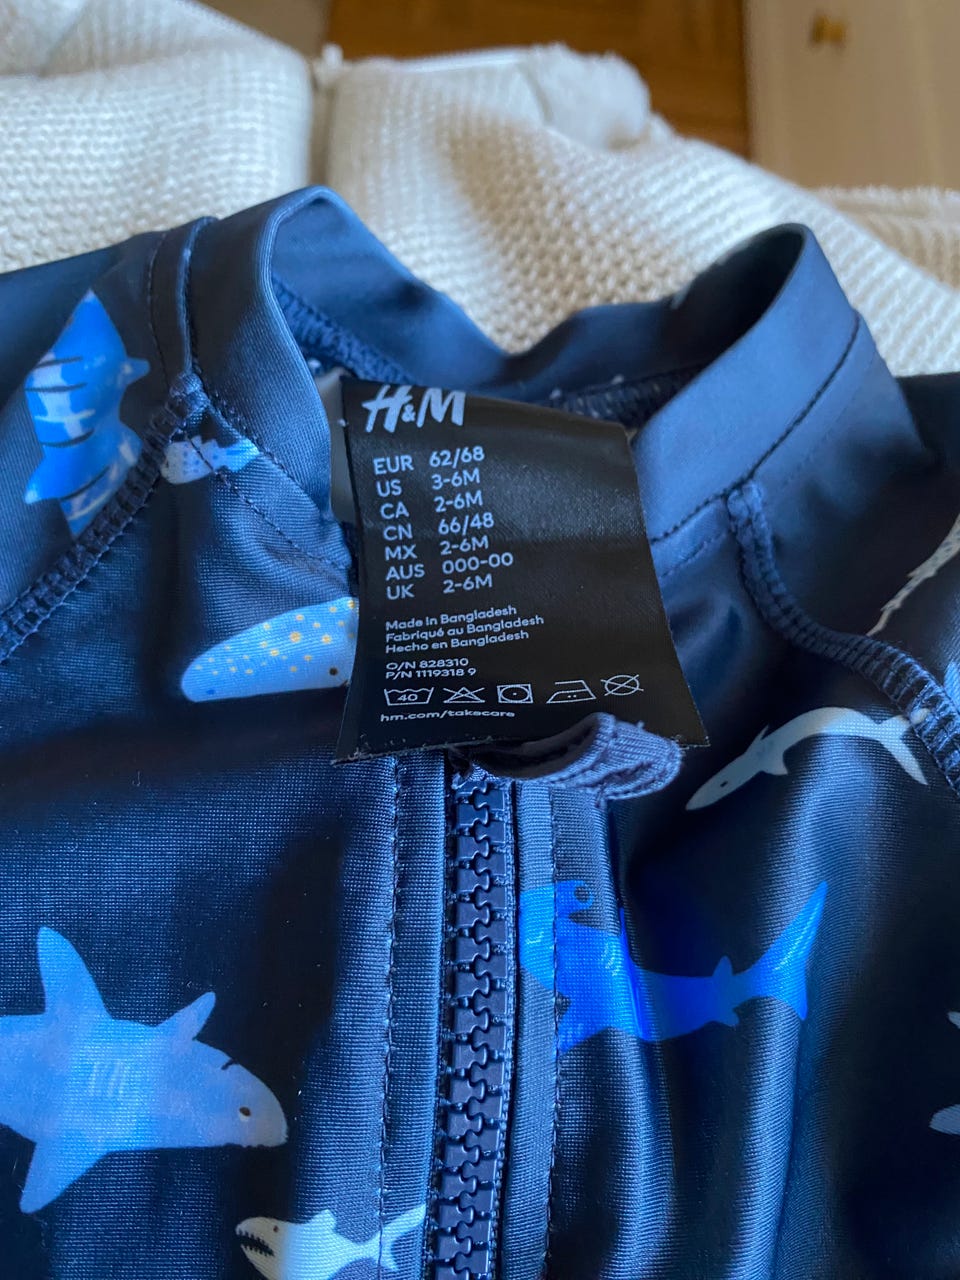 H&M
EUR 62/68
US 3-6M
CA 2-6M
CN 66/48
MX 2-6M
AUS 000-00
UK 2-6M
Made in Bangladesh
Fabriqué au Bangladesh
Hecho en Bangladesh
O/N 828310
P/N 1119318 9
40
hm.com/takecare